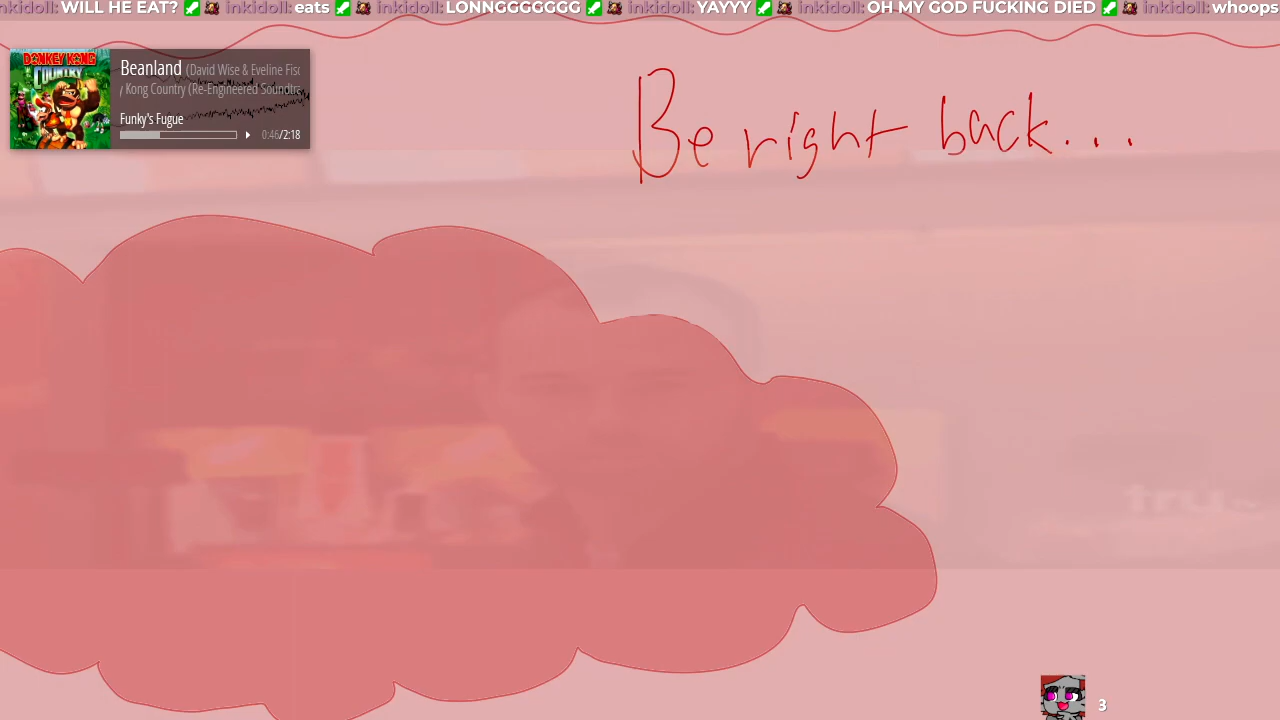 inkidoll: WILL HE EAT? inkidoll: eats inkidoll: LONNGGGGGGG inkidoll: YAYYY inkidoll: OH MY GOD FUCKING DIED inkidoll: whoops
DONKEY KONG
COUNTRY
Beanland (David Wise & Eveline Fisc
y Kong Country (Re-Engineered Soundtra
Funky's Fugue
0:46/2:18
Be right back...
3